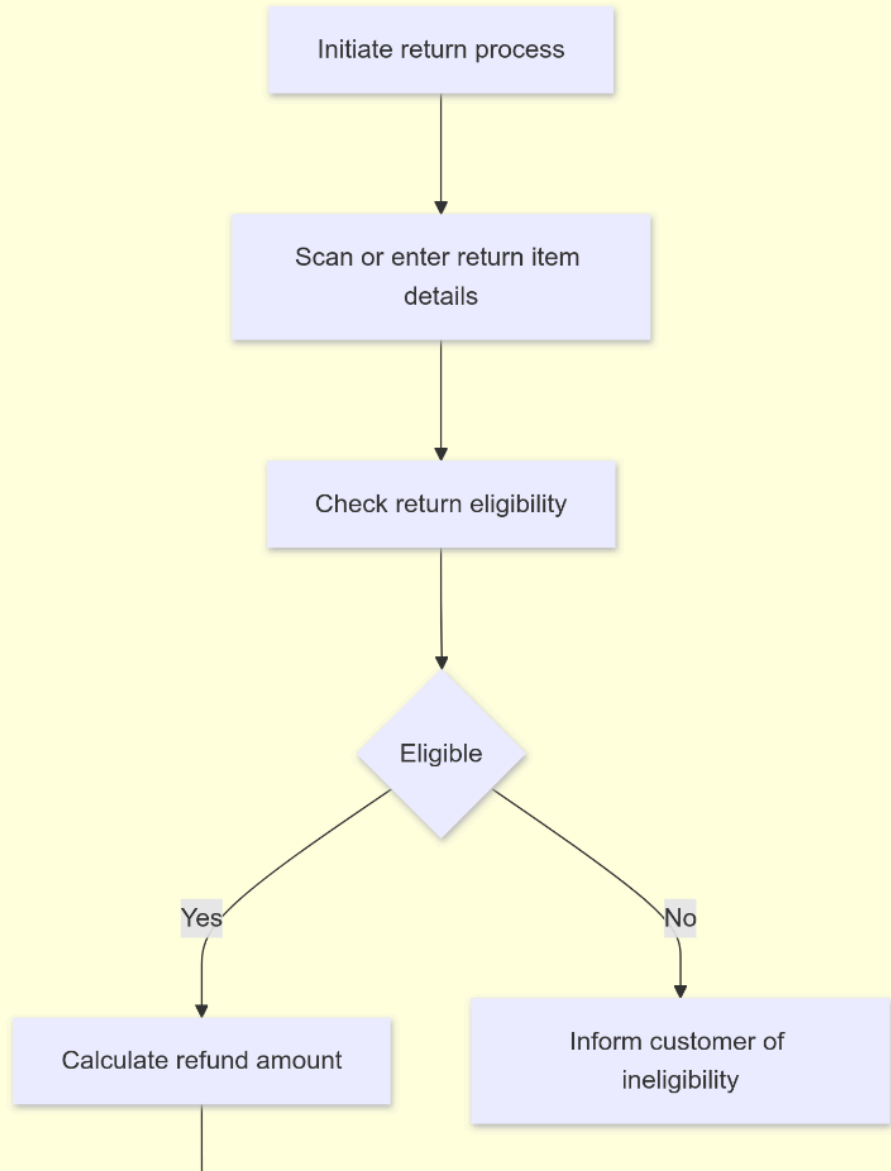 Initiate return process
Scan or enter return item
details
Check return eligibility
Eligible
Yes
No
Calculate refund amount
Inform customer of
ineligibility